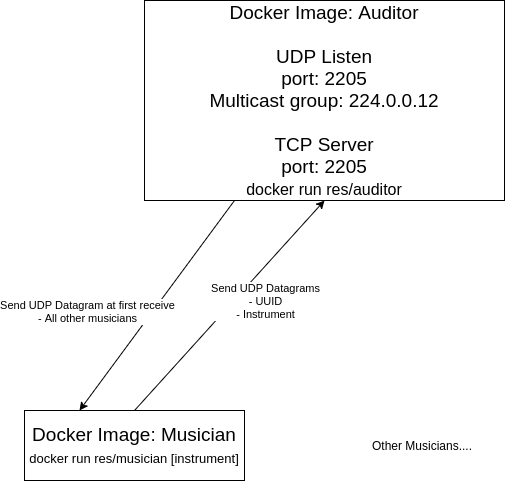 Docker Image: Auditor
UDP Listen
port: 2205
Multicast group: 224.0.0.12
TCP Server
port: 2205
docker run res/auditor
Send UDP Datagrams
- UUID
- Instrument
Send UDP Datagram at first receive
- All other musicians
Docker Image: Musician
docker run res/musician [instrument]
Other Musicians....